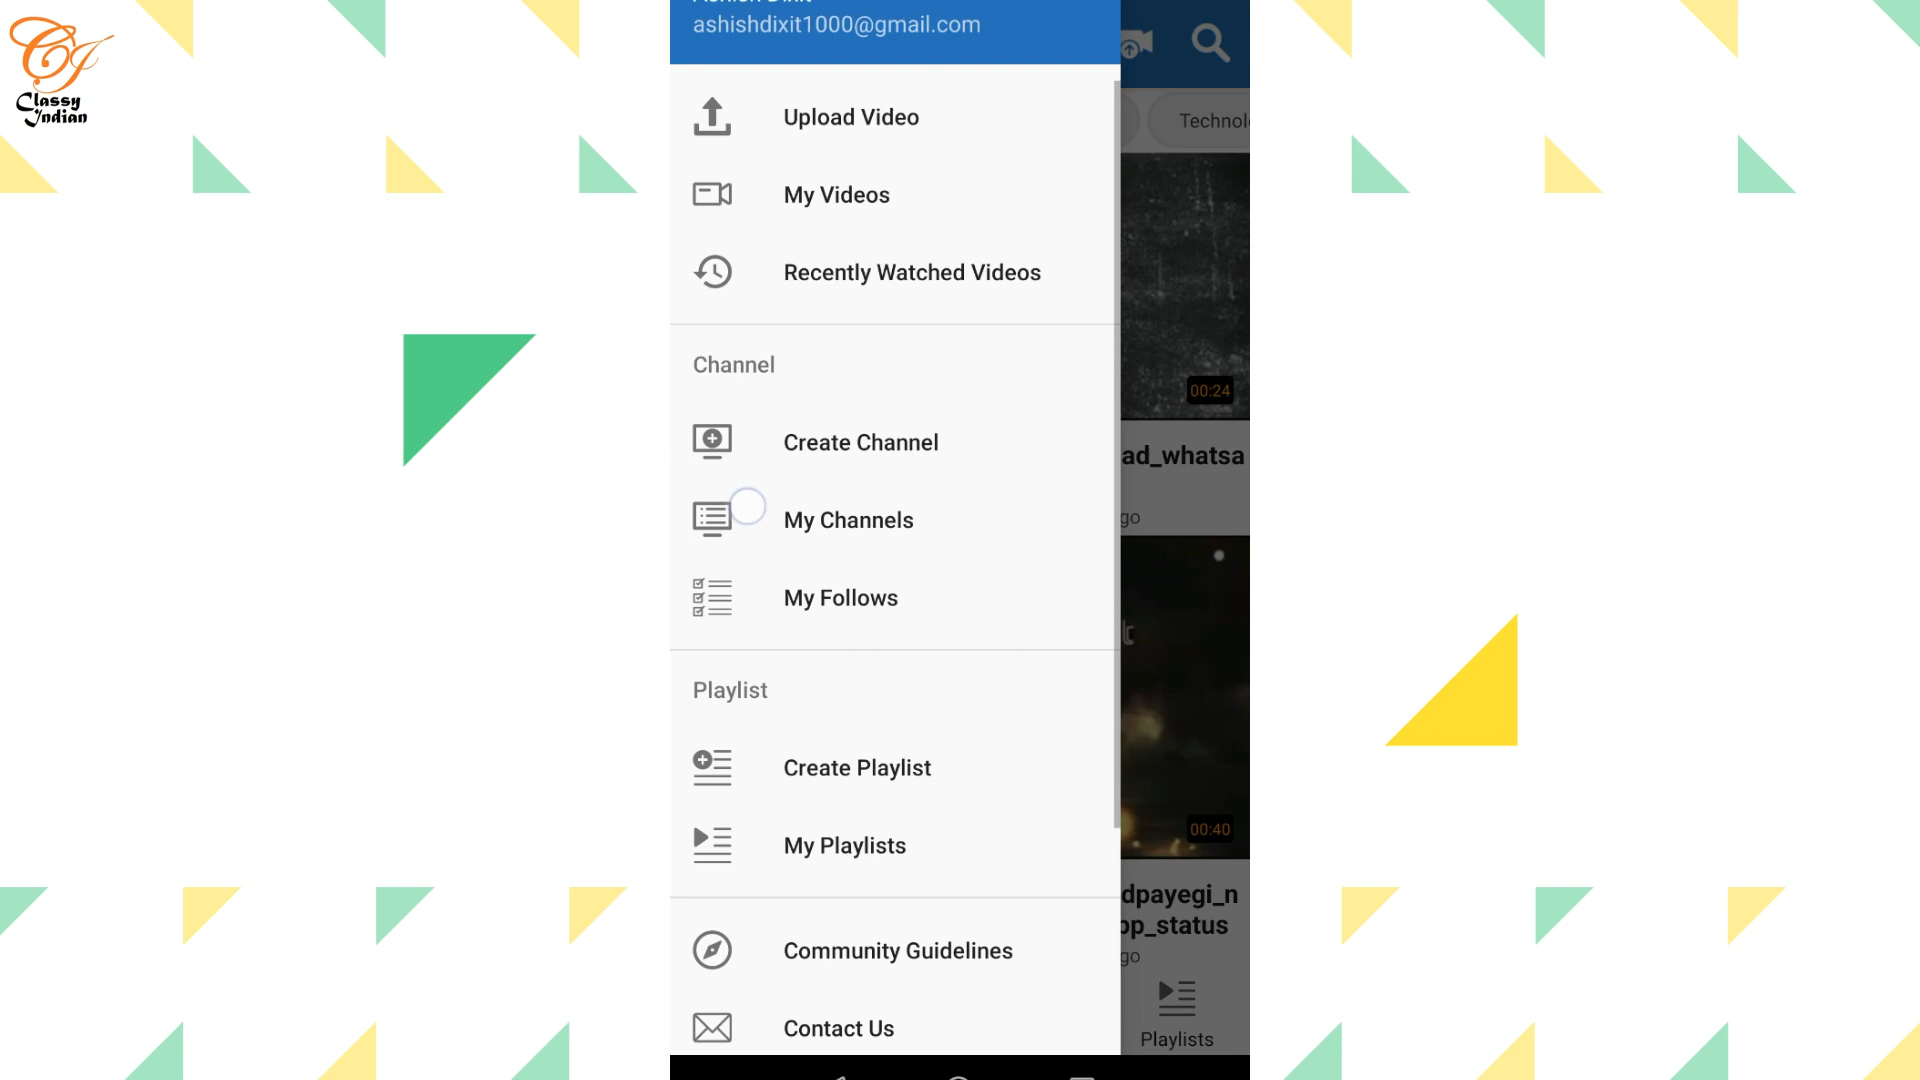 Classy
Indian
ashishdixit1000@gmail.com
Upload Video
My Videos
Recently Watched Videos
Channel
Create Channel
My Channels
My Follows
Playlist
Create Playlist
My Playlists
Community Guidelines
Contact Us
Technol
00:24
ad_whatsa
go
t
00:40
dpayegi_n
pp_status
go
Playlists